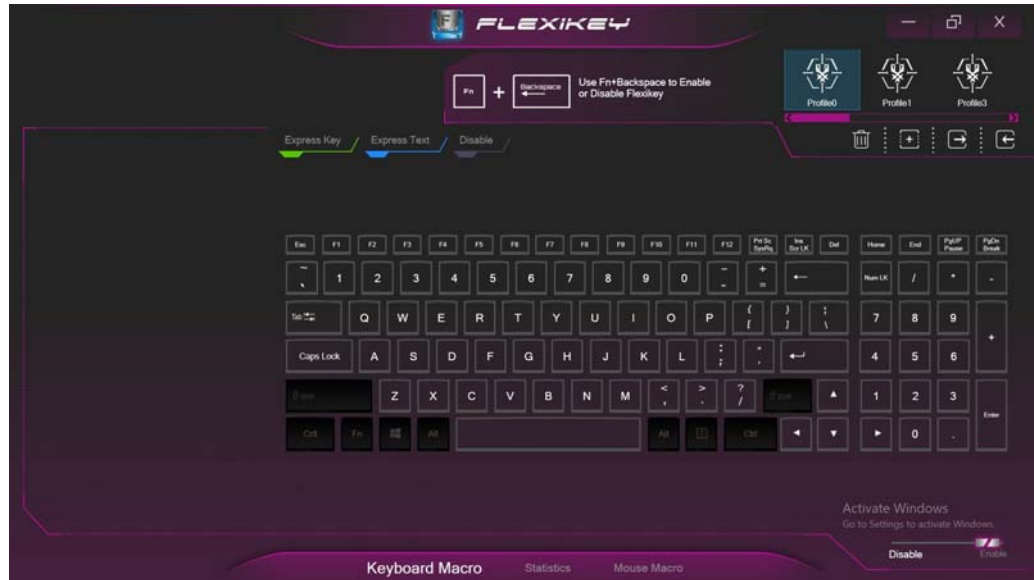 FLEXIKEY
Fn + Backspace Use Fn+Backspace to Enable
or Disable Flexikey
Profile0 Profile1 Profile3
Express Key / Express Text / Disable /
Esc F1 F2 F3 F4 F5 F6 F7 F8 F9 F10 F11 F12 Prt Sc SysRq Ins Scr LK Del Home End PgUP Pause PgDn Break
~ 1 2 3 4 5 6 7 8 9 0 - + = ← Num LK / * -
Tab Q W E R T Y U I O P { [ } ] \ 7 8 9 +
Caps Lock A S D F G H J K L : ; 4 5 6
Z X C V B N M < , > . ? / ▲ 1 2 3 Enter
Fn Alt Alt Ctrl ◄ ▼ ► 0 .
Activate Windows
Go to Settings to activate Windows.
Disable Enable
Keyboard Macro Statistics Mouse Macro